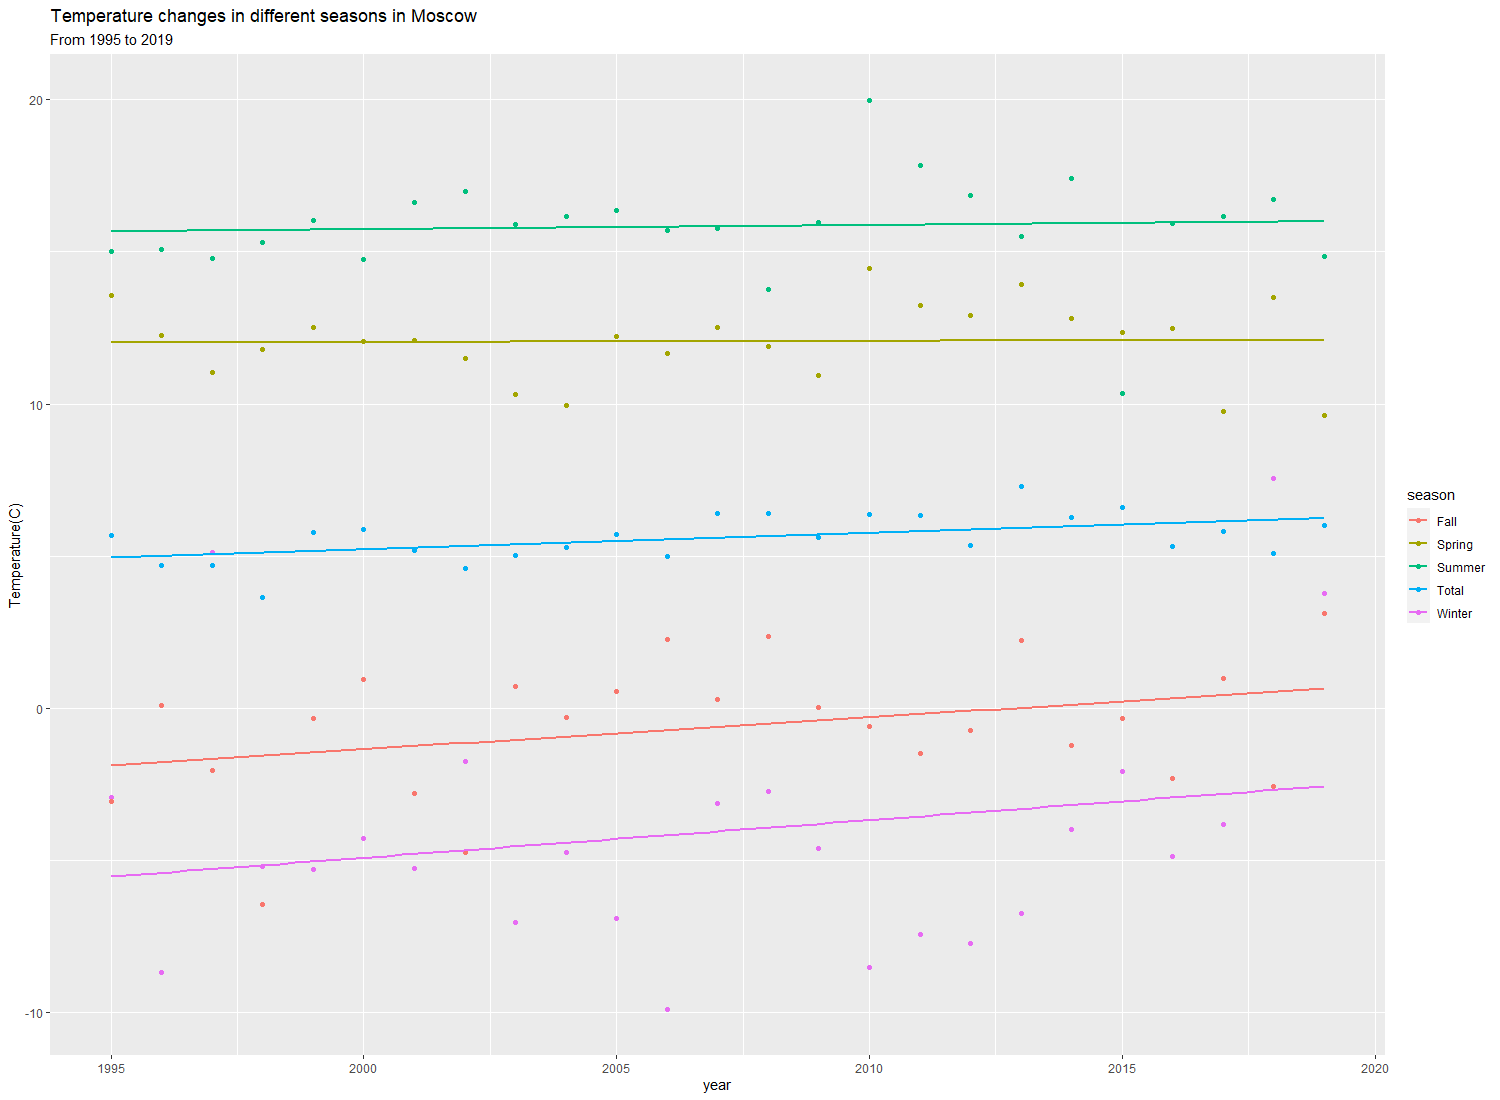 Temperature changes in different seasons in Moscow
From 1995 to 2019
20
10
0
-10
Temperature(C)
1995
2000
2005
2010
2015
2020
year
season
Fall
Spring
Summer
Total
Winter